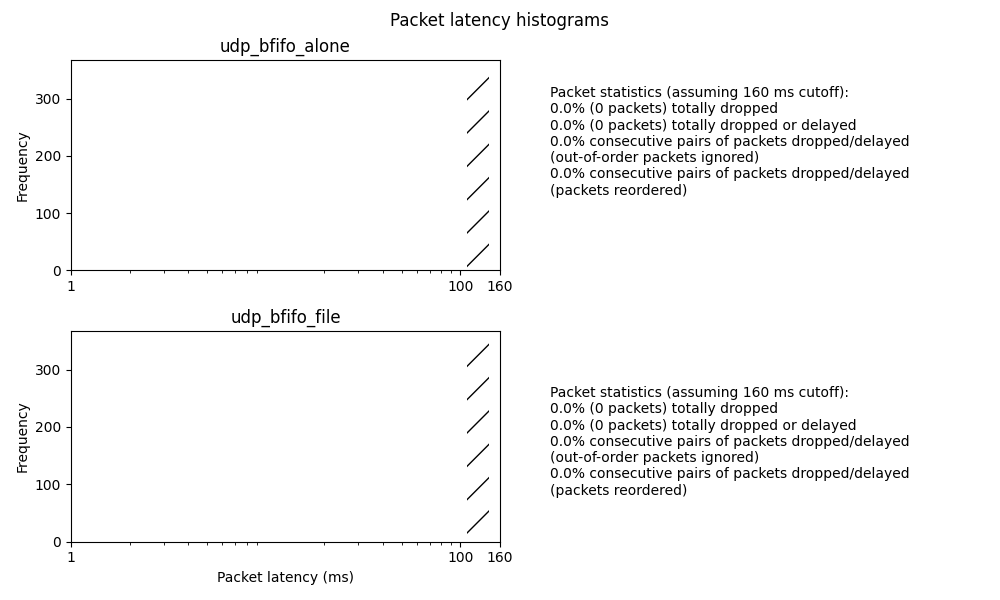 Packet latency histograms
udp_bfifo_alone
Frequency
300
200
100
0
1
100
160
Packet statistics (assuming 160 ms cutoff):
0.0% (0 packets) totally dropped
0.0% (0 packets) totally dropped or delayed
0.0% consecutive pairs of packets dropped/delayed
(out-of-order packets ignored)
0.0% consecutive pairs of packets dropped/delayed
(packets reordered)
udp_bfifo_file
Frequency
300
200
100
0
1
100
160
Packet latency (ms)
Packet statistics (assuming 160 ms cutoff):
0.0% (0 packets) totally dropped
0.0% (0 packets) totally dropped or delayed
0.0% consecutive pairs of packets dropped/delayed
(out-of-order packets ignored)
0.0% consecutive pairs of packets dropped/delayed
(packets reordered)